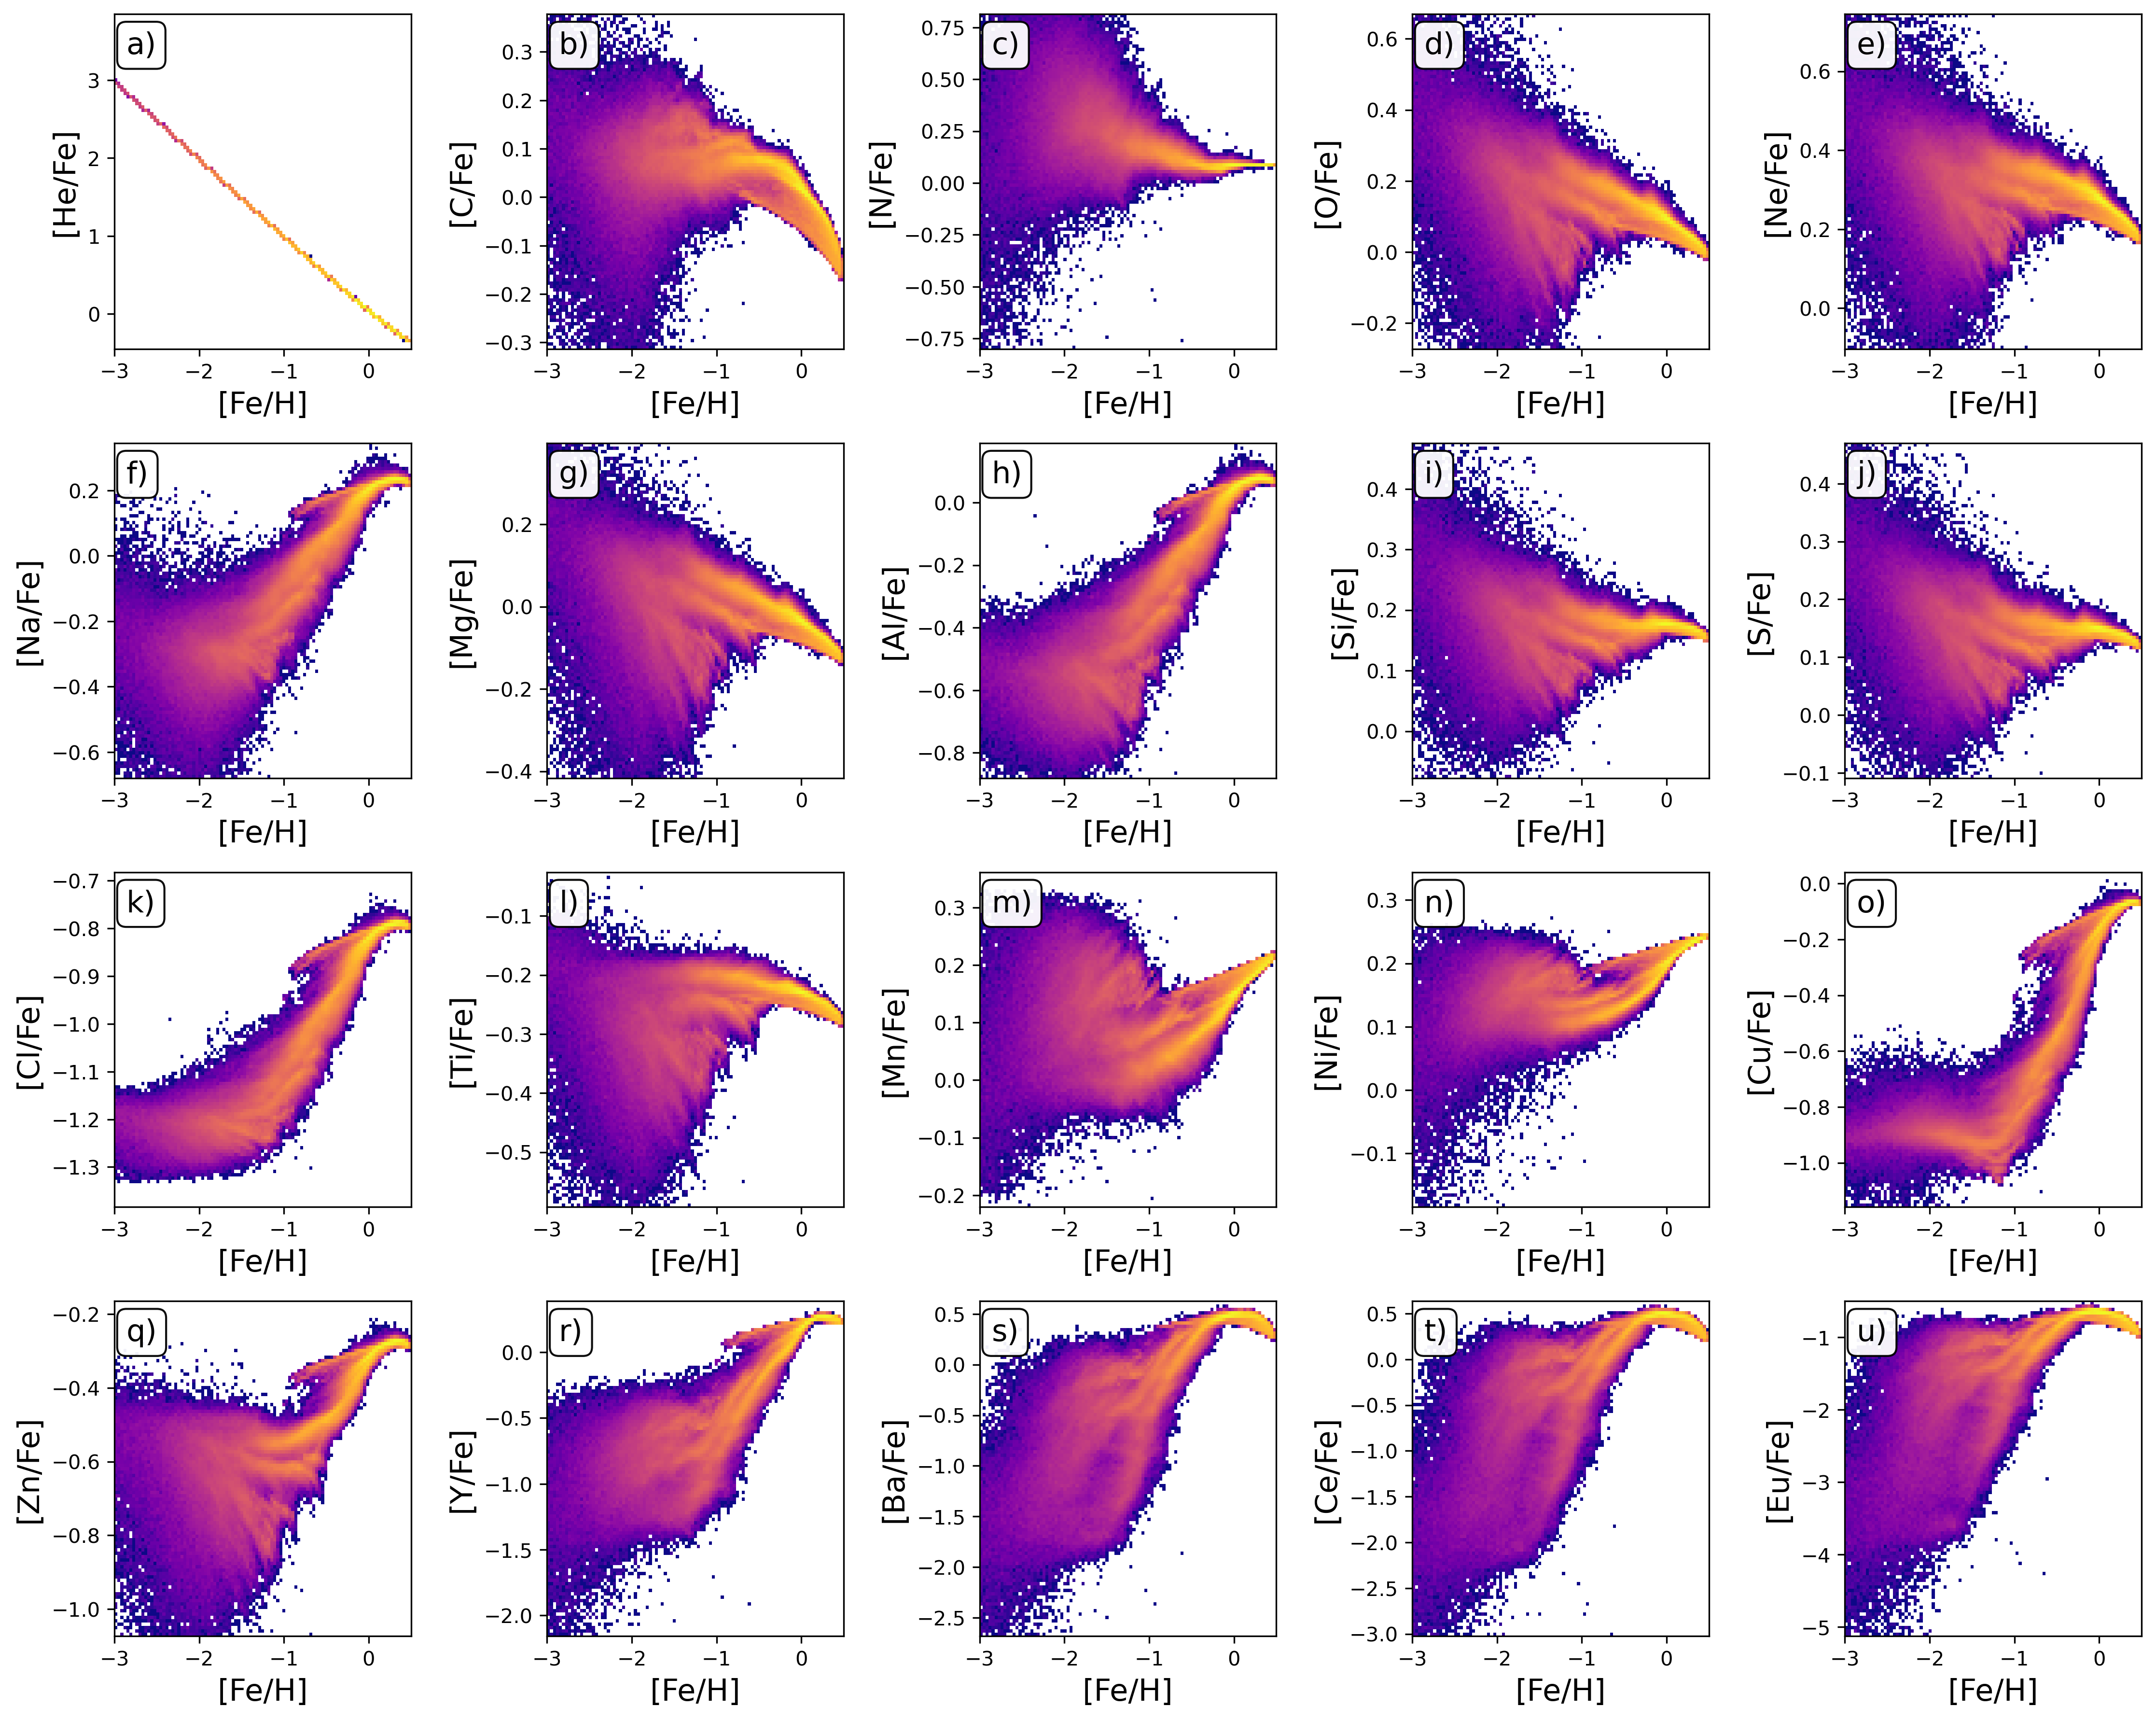 a)
[He/Fe]
3
2
1
0
−3 −2 −1 0
[Fe/H]
b)
[C/Fe]
0.3
0.2
0.1
0.0
−0.1
−0.2
−0.3
−3 −2 −1 0
[Fe/H]
c)
[N/Fe]
0.75
0.50
0.25
0.00
−0.25
−0.50
−0.75
−3 −2 −1 0
[Fe/H]
d)
[O/Fe]
0.6
0.4
0.2
0.0
−0.2
−3 −2 −1 0
[Fe/H]
e)
[Ne/Fe]
0.6
0.4
0.2
0.0
−3 −2 −1 0
[Fe/H]
f)
[Na/Fe]
0.2
0.0
−0.2
−0.4
−0.6
−3 −2 −1 0
[Fe/H]
g)
[Mg/Fe]
0.2
0.0
−0.2
−0.4
−3 −2 −1 0
[Fe/H]
h)
[Al/Fe]
0.0
−0.2
−0.4
−0.6
−0.8
−3 −2 −1 0
[Fe/H]
i)
[Si/Fe]
0.4
0.3
0.2
0.1
0.0
−3 −2 −1 0
[Fe/H]
j)
[S/Fe]
0.4
0.3
0.2
0.1
0.0
−0.1
−3 −2 −1 0
[Fe/H]
k)
[Cl/Fe]
−0.7
−0.8
−0.9
−1.0
−1.1
−1.2
−1.3
−3 −2 −1 0
[Fe/H]
l)
[Ti/Fe]
−0.1
−0.2
−0.3
−0.4
−0.5
−3 −2 −1 0
[Fe/H]
m)
[Mn/Fe]
0.3
0.2
0.1
0.0
−0.1
−0.2
−3 −2 −1 0
[Fe/H]
n)
[Ni/Fe]
0.3
0.2
0.1
0.0
−0.1
−3 −2 −1 0
[Fe/H]
o)
[Cu/Fe]
0.0
−0.2
−0.4
−0.6
−0.8
−1.0
−3 −2 −1 0
[Fe/H]
q)
[Zn/Fe]
−0.2
−0.4
−0.6
−0.8
−1.0
−3 −2 −1 0
[Fe/H]
r)
[Y/Fe]
0.0
−0.5
−1.0
−1.5
−2.0
−3 −2 −1 0
[Fe/H]
s)
[Ba/Fe]
0.5
0.0
−0.5
−1.0
−1.5
−2.0
−2.5
−3 −2 −1 0
[Fe/H]
t)
[Ce/Fe]
0.5
0.0
−0.5
−1.0
−1.5
−2.0
−2.5
−3.0
−3 −2 −1 0
[Fe/H]
u)
[Eu/Fe]
−1
−2
−3
−4
−5
−3 −2 −1 0
[Fe/H]